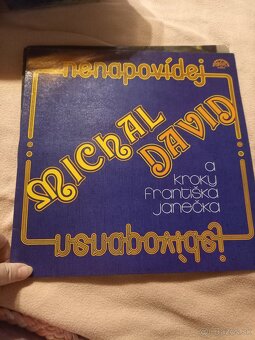 nenapovídej
MICHAL
DAVID
a
kroky
františka
janečka
nenapovídej